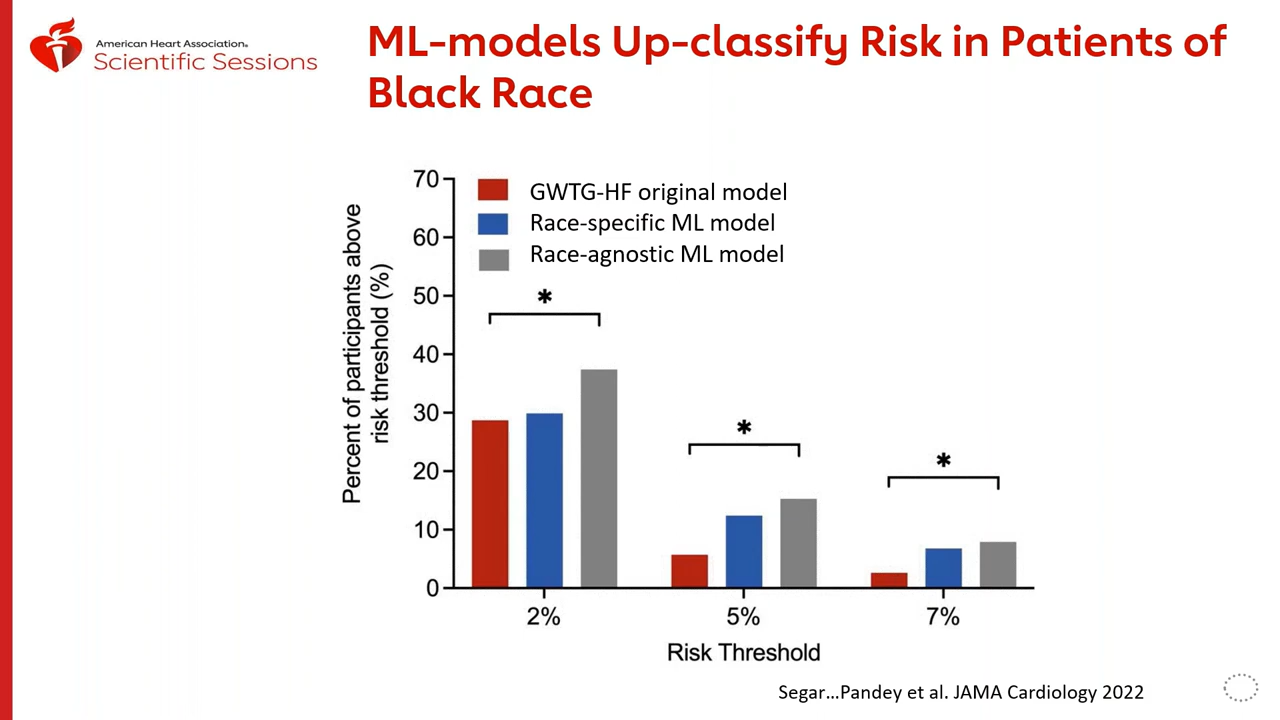 American Heart Association.
Scientific Sessions
ML-models Up-classify Risk in Patients of
Black Race
Percent of participants above
risk threshold (%)
70
60
50
40
30
20
10
0
GWTG-HF original model
Race-specific ML model
Race-agnostic ML model
*
*
*
2%
5%
7%
Risk Threshold
Segar...Pandey et al. JAMA Cardiology 2022